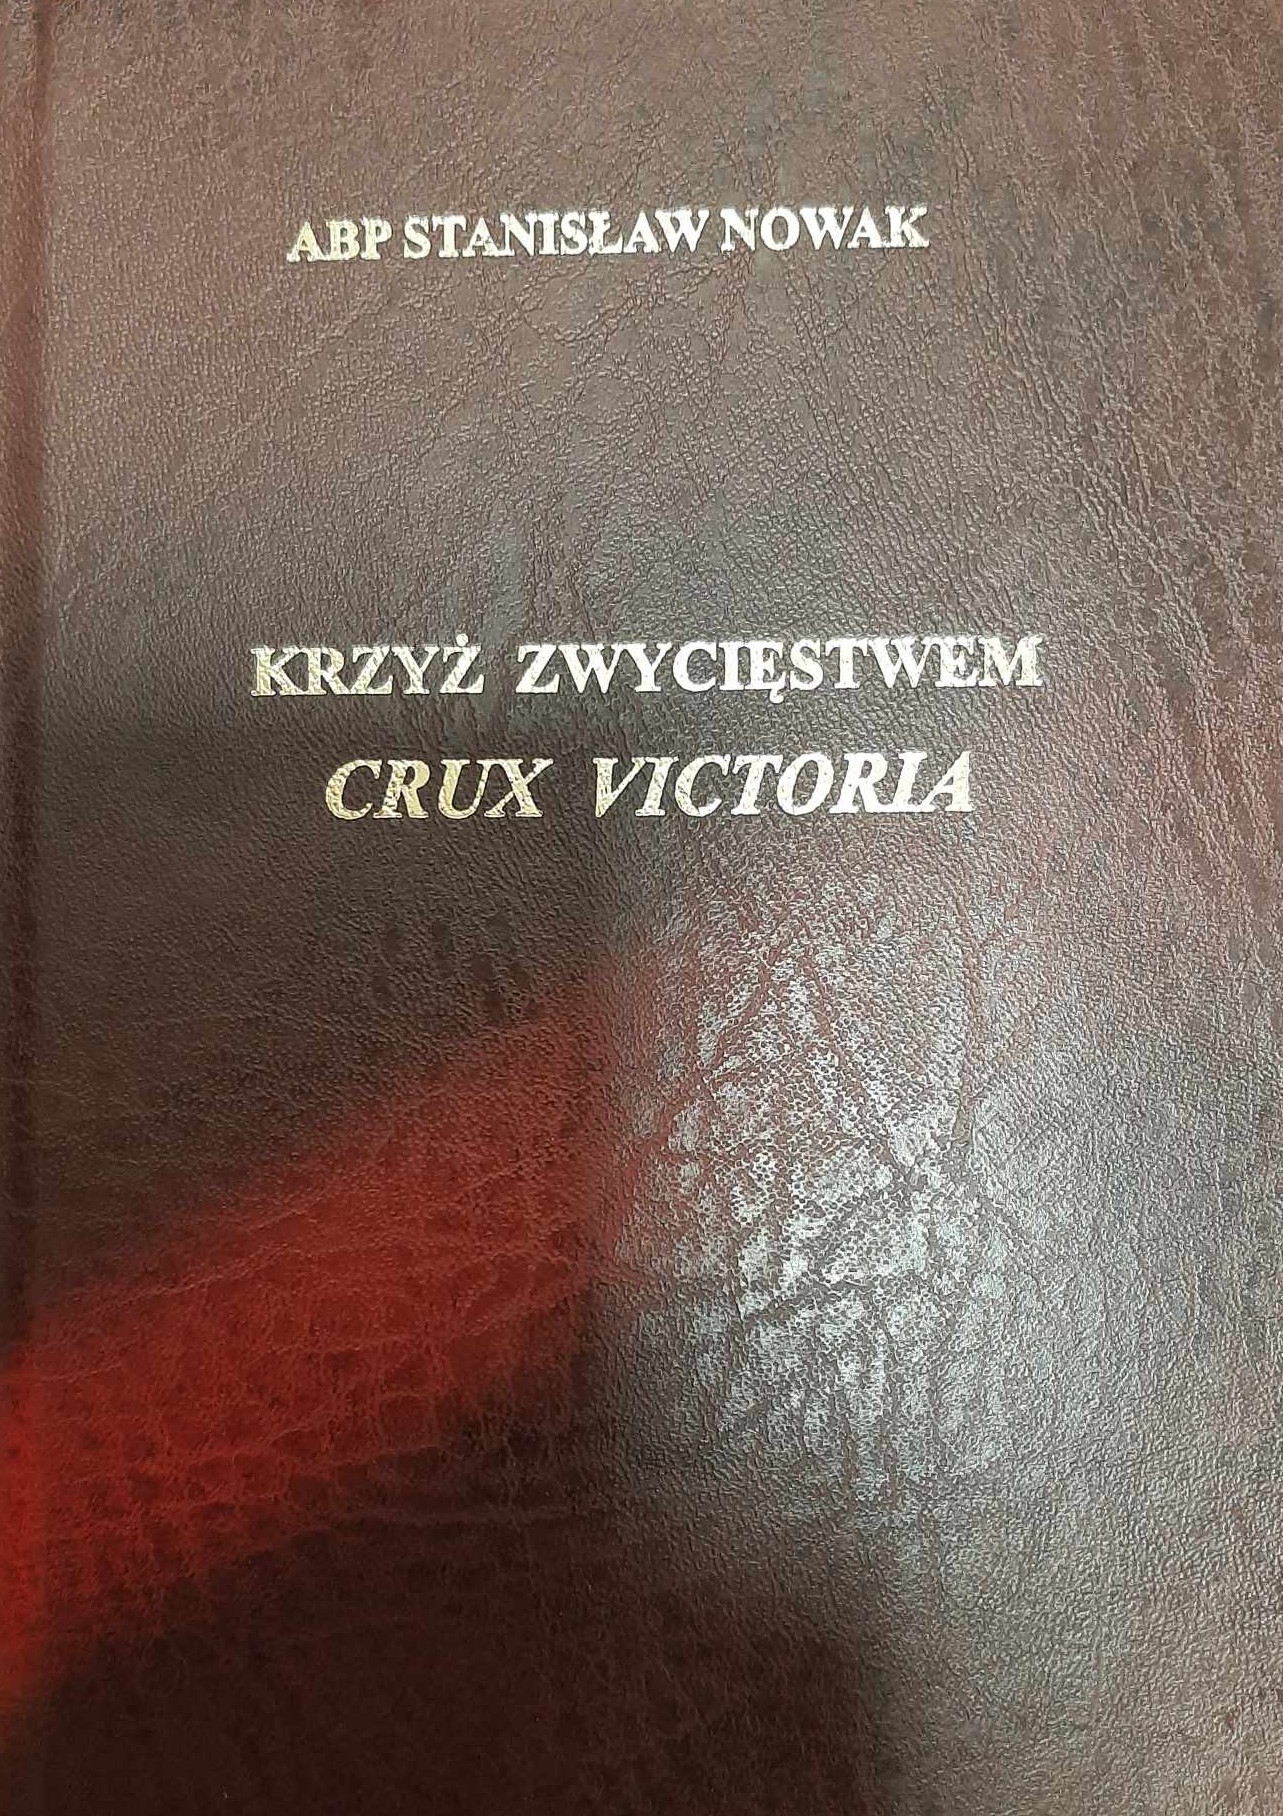 ABP STANISŁAW NOWAK
KRZYŻ ZWYCIĘSTWEM
CRUX VICTORIA